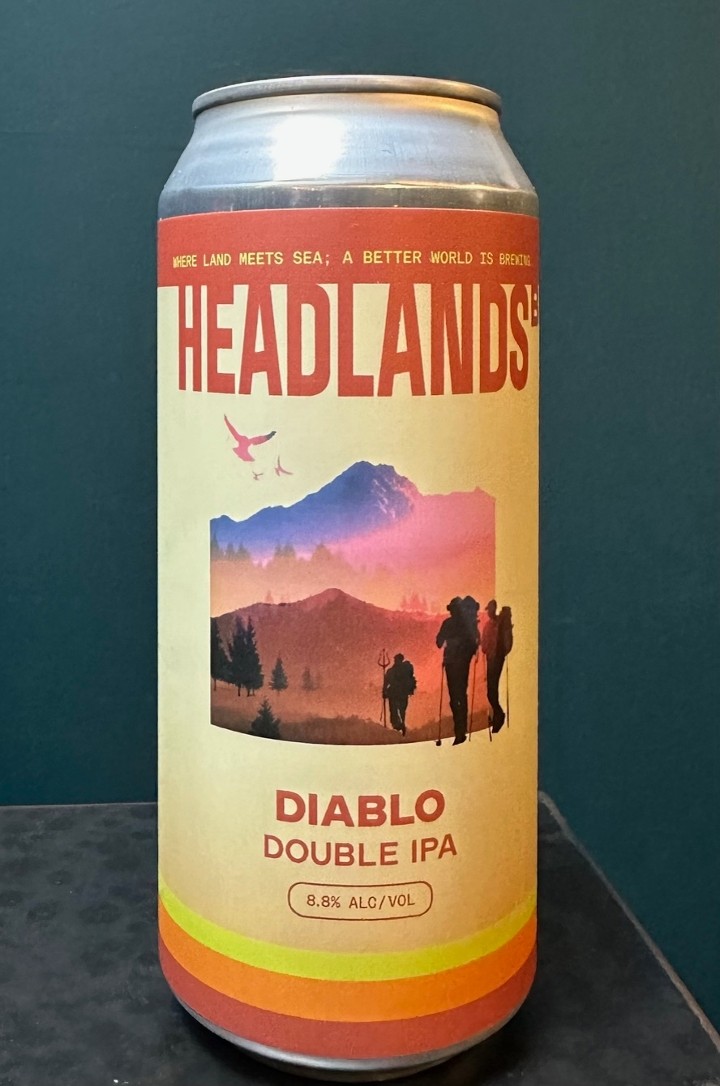 WHERE LAND MEETS SEA; A BETTER WORLD IS BREWING.
HEADLANDS
DIABLO
DOUBLE IPA
8.8% ALC/VOL